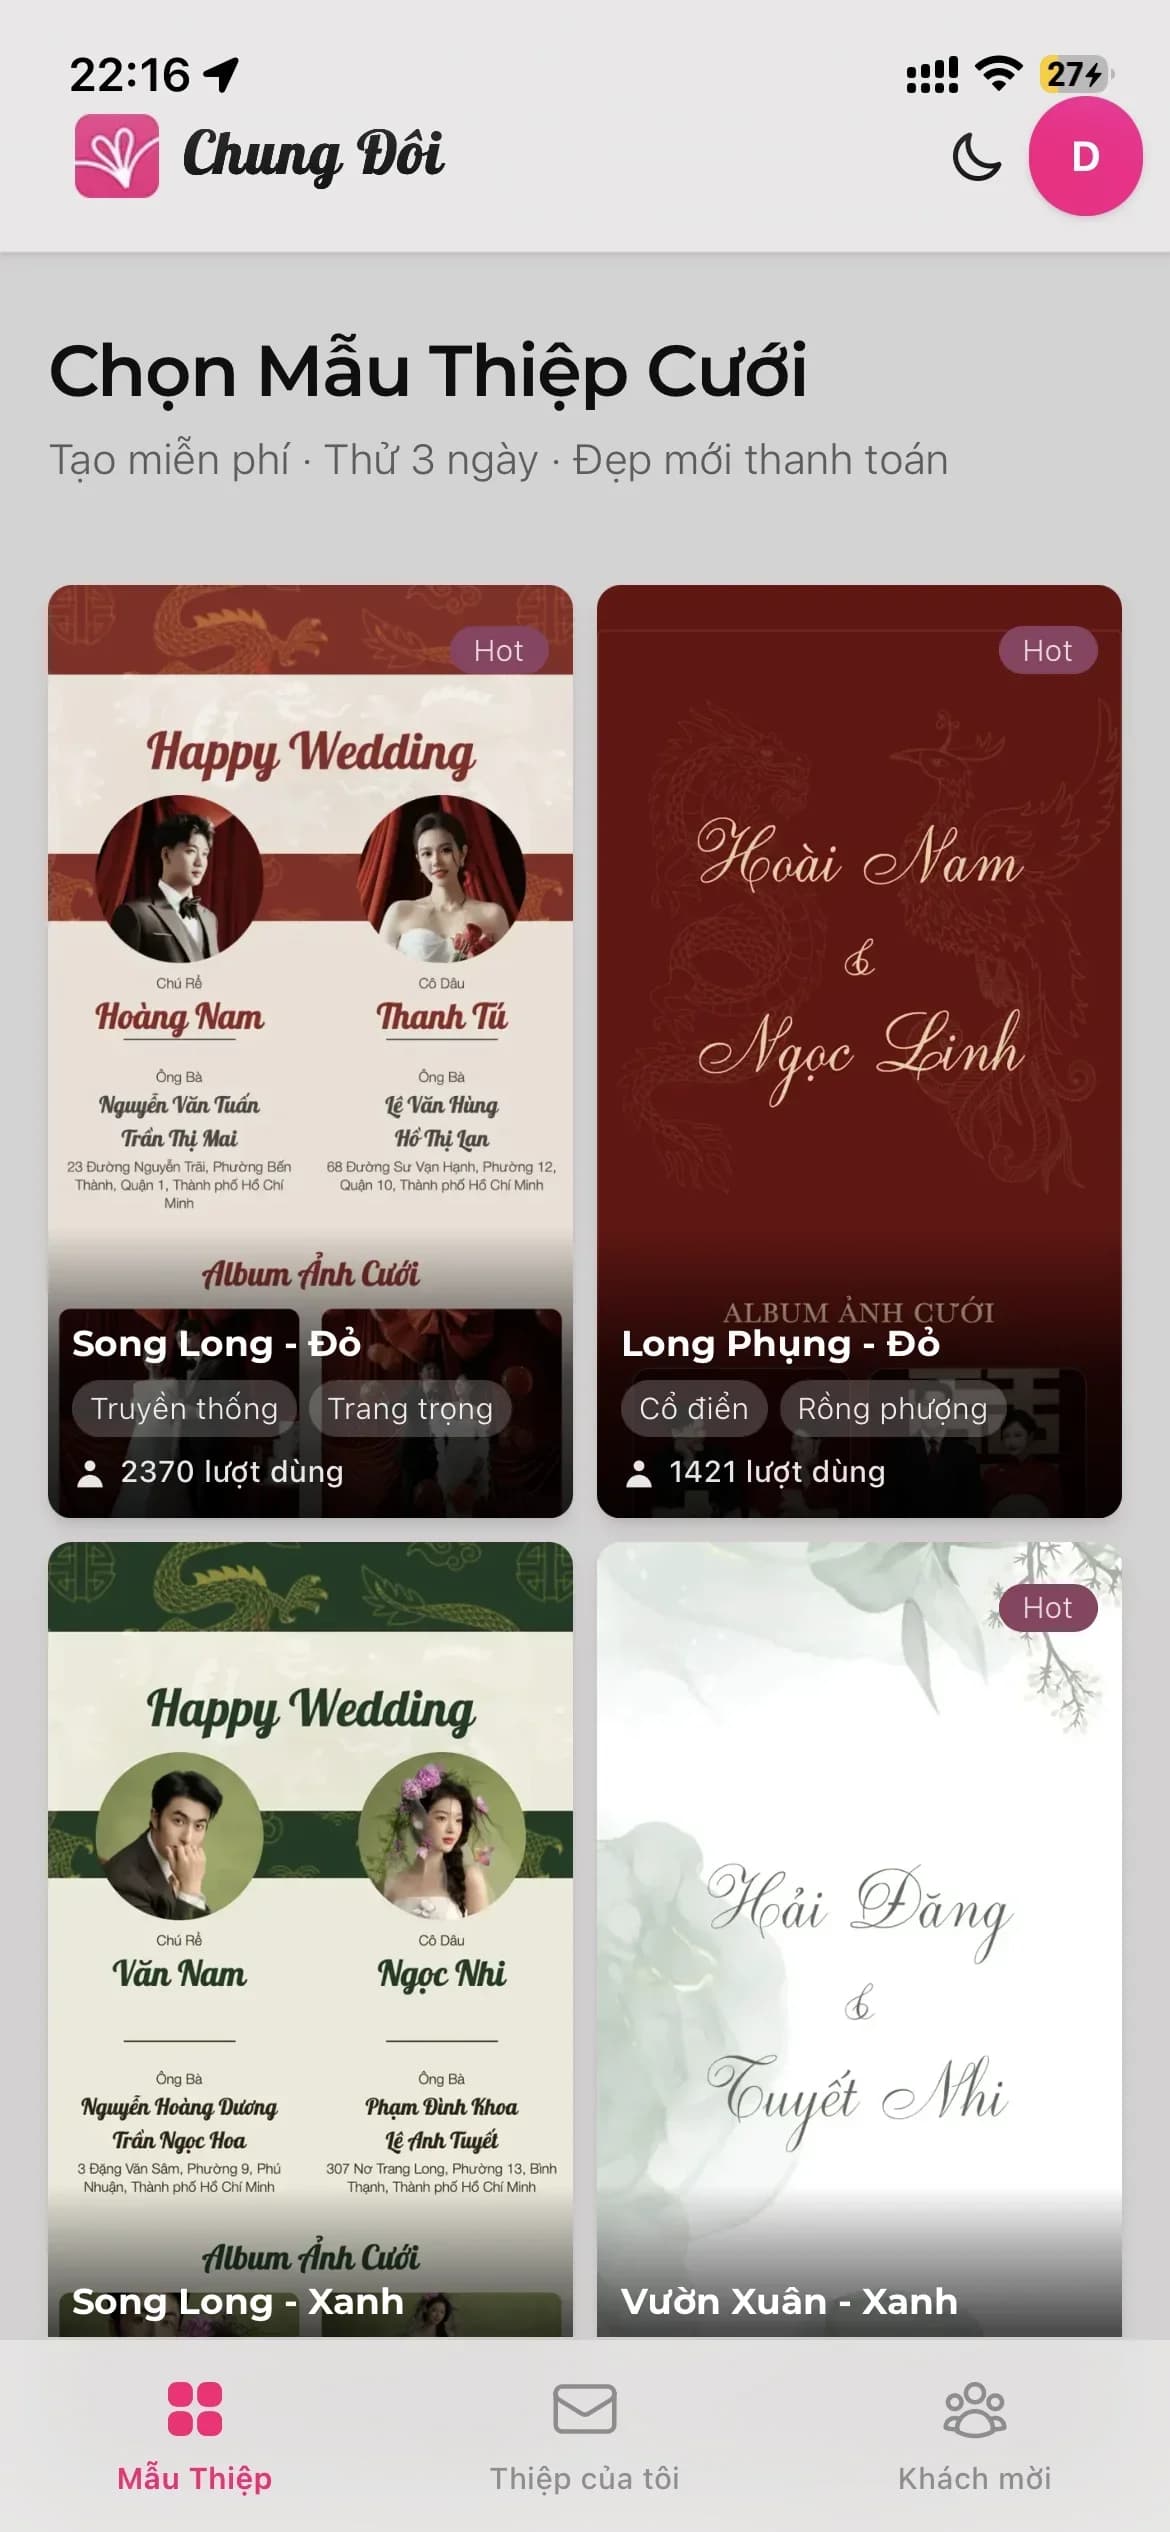 22:16
27
Chung Đôi
D
Chọn Mẫu Thiệp Cưới
Tạo miễn phí · Thử 3 ngày · Đẹp mới thanh toán
Hot
Happy Wedding
Chú Rể
Hoàng Nam
Cô Dâu
Thanh Tú
Ông Bà
Nguyễn Văn Tuấn
Trần Thị Mai
23 Đường Nguyễn Trãi, Phường Bến
Thành, Quận 1, Thành phố Hồ Chí
Minh
Ông Bà
Lê Văn Hùng
Hồ Thị Lan
68 Đường Sư Vạn Hạnh, Phường 12,
Quận 10, Thành phố Hồ Chí Minh
Album Ảnh Cưới
Song Long - Đỏ
Truyền thống
Trang trọng
2370 lượt dùng
Hot
Hoài Nam
&
Ngọc Linh
ALBUM ẢNH CƯỚI
Long Phụng - Đỏ
Cổ điển
Rồng phượng
1421 lượt dùng
Happy Wedding
Chú Rể
Văn Nam
Cô Dâu
Ngọc Nhi
Ông Bà
Nguyễn Hoàng Dương
Trần Ngọc Hoa
3 Đặng Văn Sâm, Phường 9, Phú
Nhuận, Thành phố Hồ Chí Minh
Ông Bà
Phạm Đình Khoa
Lê Anh Tuyết
307 Nơ Trang Long, Phường 13, Bình
Thạnh, Thành phố Hồ Chí Minh
Album Ảnh Cưới
Song Long - Xanh
Hot
Hải Đăng
&
Tuyết Nhi
Vườn Xuân - Xanh
Mẫu Thiệp
Thiệp của tôi
Khách mời